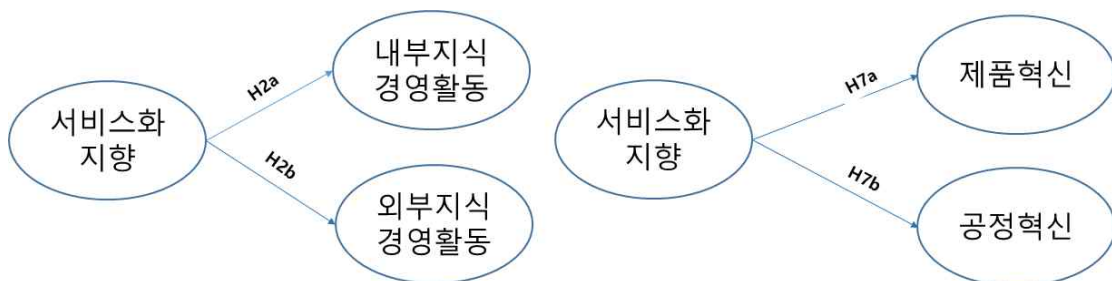 서비스화
지향
H2a
H2b
내부지식
경영활동
외부지식
경영활동
서비스화
지향
H7a
H7b
제품혁신
공정혁신